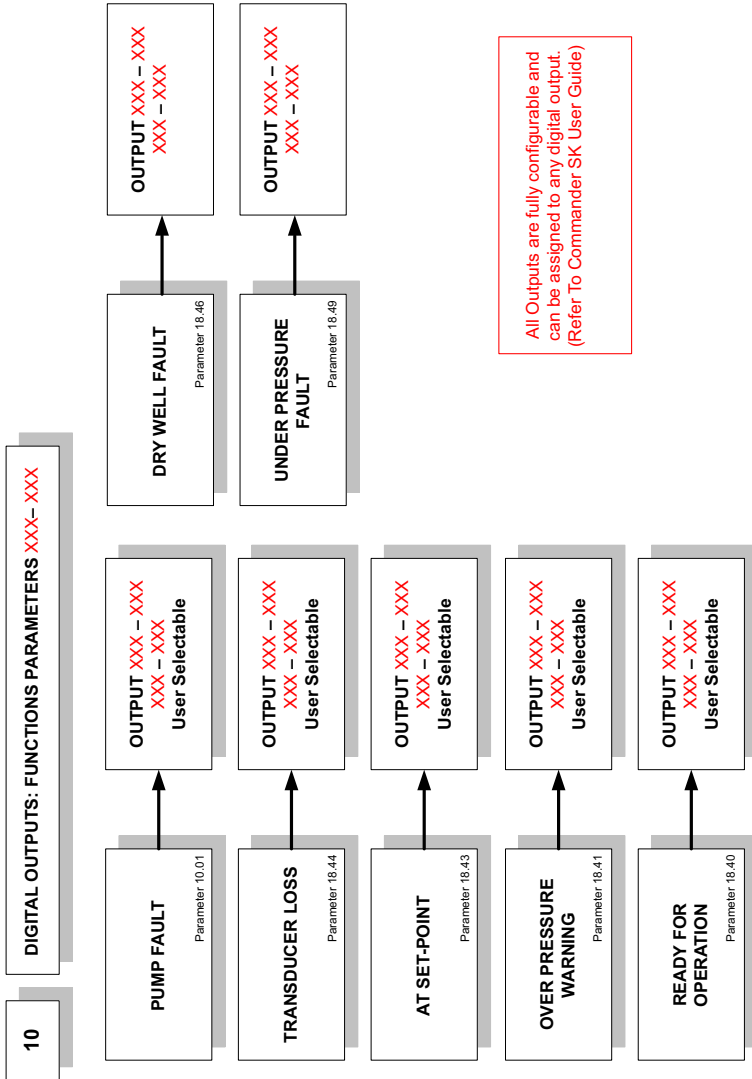 10
DIGITAL OUTPUTS: FUNCTIONS PARAMETERS XXX– XXX
PUMP FAULT
Parameter 10.01
OUTPUT XXX – XXX
XXX – XXX
User Selectable
TRANSDUCER LOSS
Parameter 18.44
OUTPUT XXX – XXX
XXX – XXX
User Selectable
AT SET-POINT
Parameter 18.43
OUTPUT XXX – XXX
XXX – XXX
User Selectable
OVER PRESSURE
WARNING
Parameter 18.41
OUTPUT XXX – XXX
XXX – XXX
User Selectable
READY FOR
OPERATION
Parameter 18.40
OUTPUT XXX – XXX
XXX – XXX
User Selectable
DRY WELL FAULT
Parameter 18.46
OUTPUT XXX – XXX
XXX – XXX
UNDER PRESSURE
FAULT
Parameter 18.49
OUTPUT XXX – XXX
XXX – XXX
All Outputs are fully configurable and
can be assigned to any digital output.
(Refer To Commander SK User Guide)